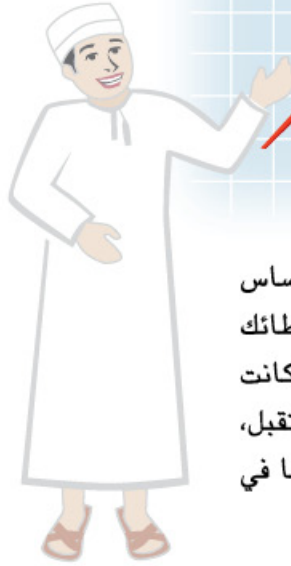 ساس
طائك
كانت
تقبل،
ا في